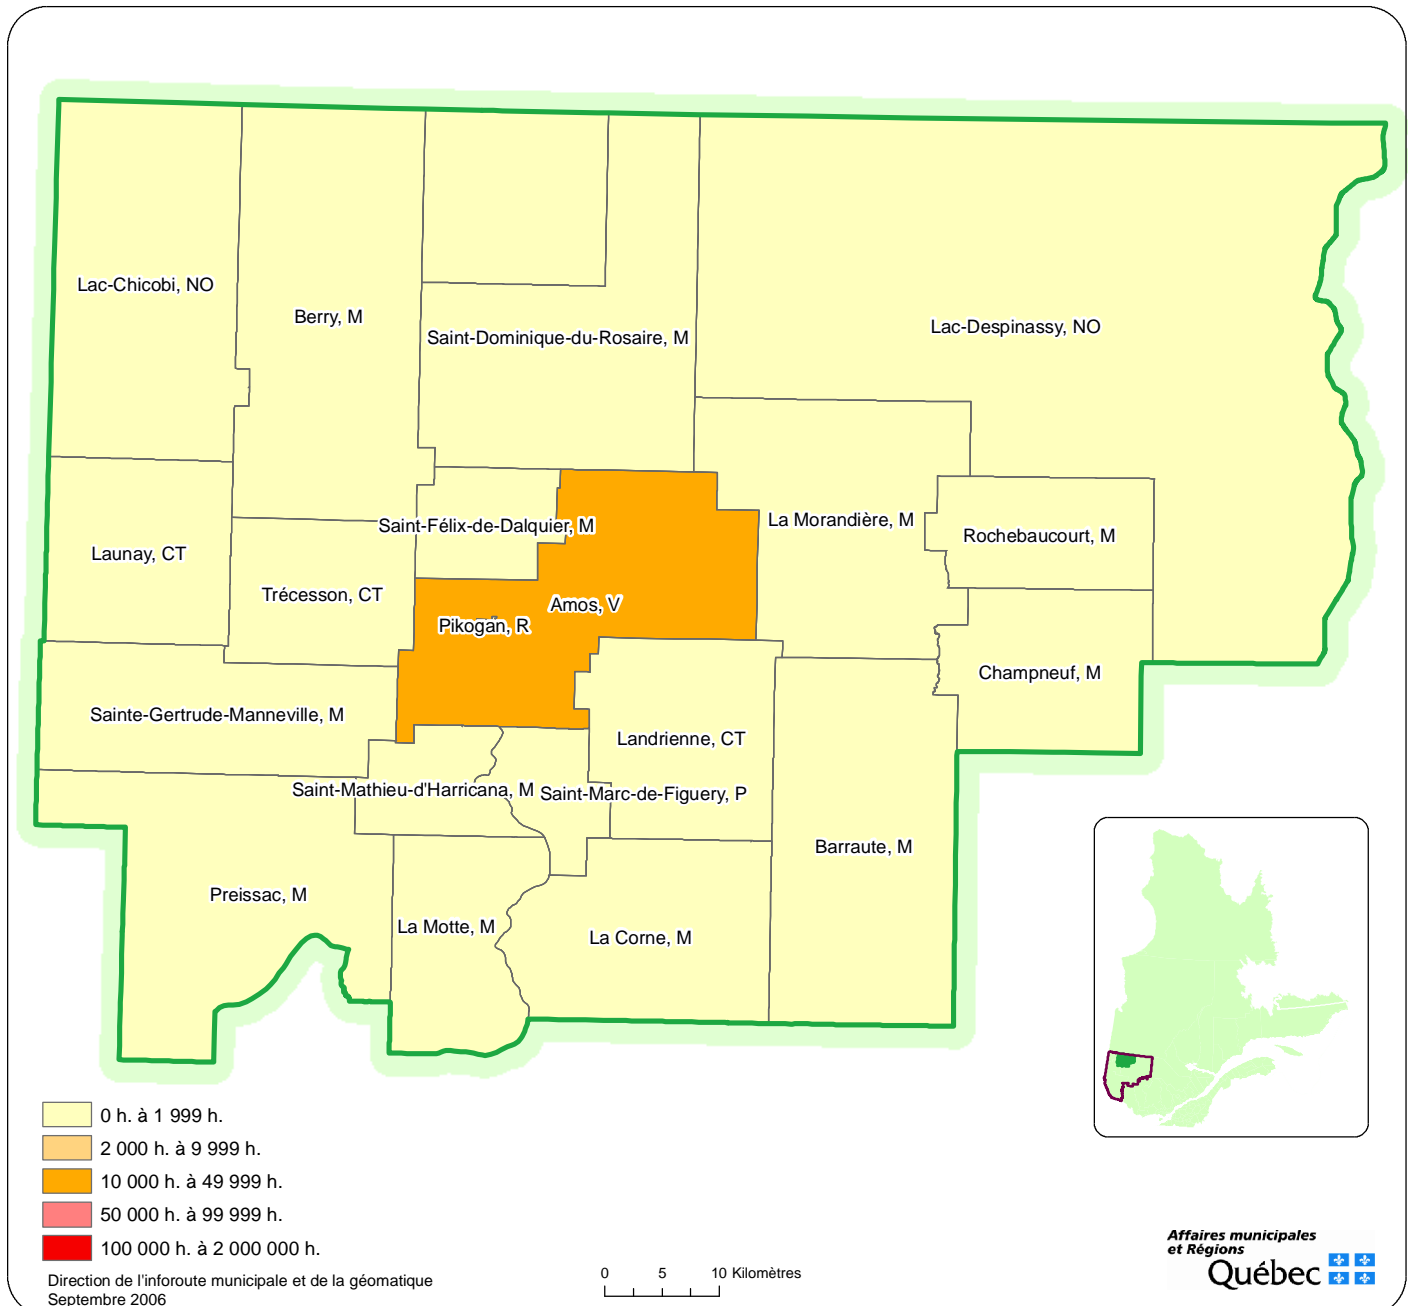 Lac-Chicobi, NO
Berry, M
Saint-Dominique-du-Rosaire, M
Lac-Despinassy, NO
Saint-Félix-de-Dalquier, M
La Morandière, M
Rochebaucourt, M
Launay, CT
Trécesson, CT
Amos, V
Pikogan, R
Champneuf, M
Sainte-Gertrude-Manneville, M
Landrienne, CT
Saint-Mathieu-d'Harricana, M
Saint-Marc-de-Figuery, P
Barraute, M
Preissac, M
La Motte, M
La Corne, M
0 h. à 1 999 h.
2 000 h. à 9 999 h.
10 000 h. à 49 999 h.
50 000 h. à 99 999 h.
100 000 h. à 2 000 000 h.
Direction de l'inforoute municipale et de la géomatique
Septembre 2006
0 5 10 Kilomètres
Affaires municipales
et Régions
Québec